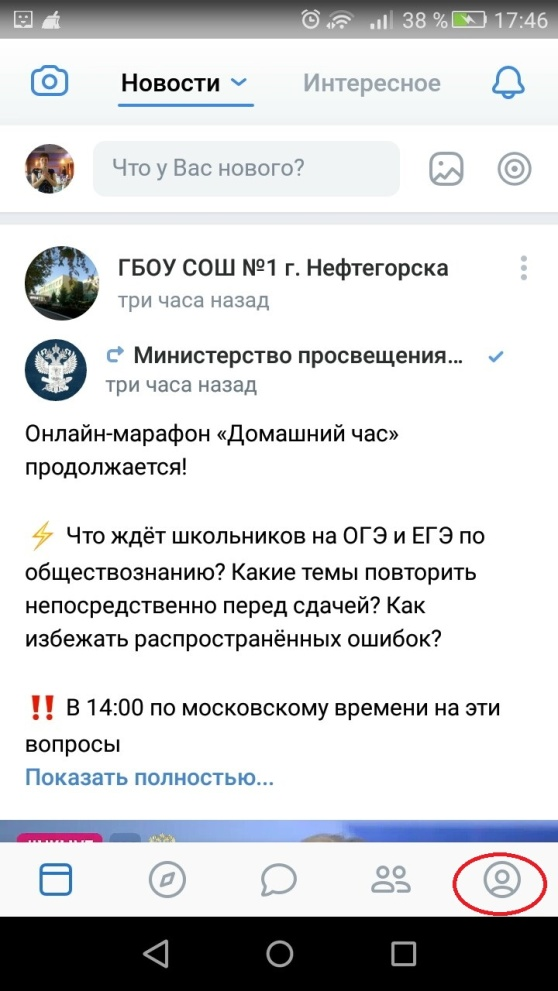 38 % 17:46
Новости Интересное
Что у Вас нового?
ГБОУ СОШ №1 г. Нефтегорска
три часа назад
Министерство просвещения...
три часа назад
Онлайн-марафон «Домашний час»
продолжается!
⚡ Что ждёт школьников на ОГЭ и ЕГЭ по
обществознанию? Какие темы повторить
непосредственно перед сдачей? Как
избежать распространённых ошибок?
‼ В 14:00 по московскому времени на эти
вопросы
Показать полностью...